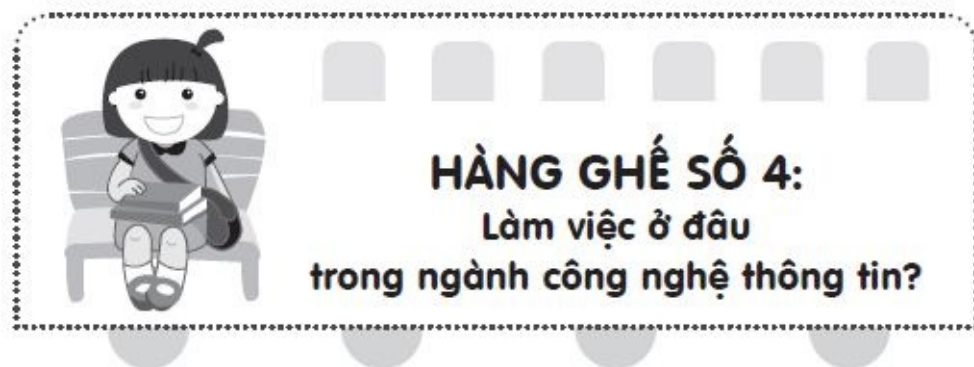 HÀNG GHẾ SỐ 4:
Làm việc ở đâu
trong ngành công nghệ thông tin?